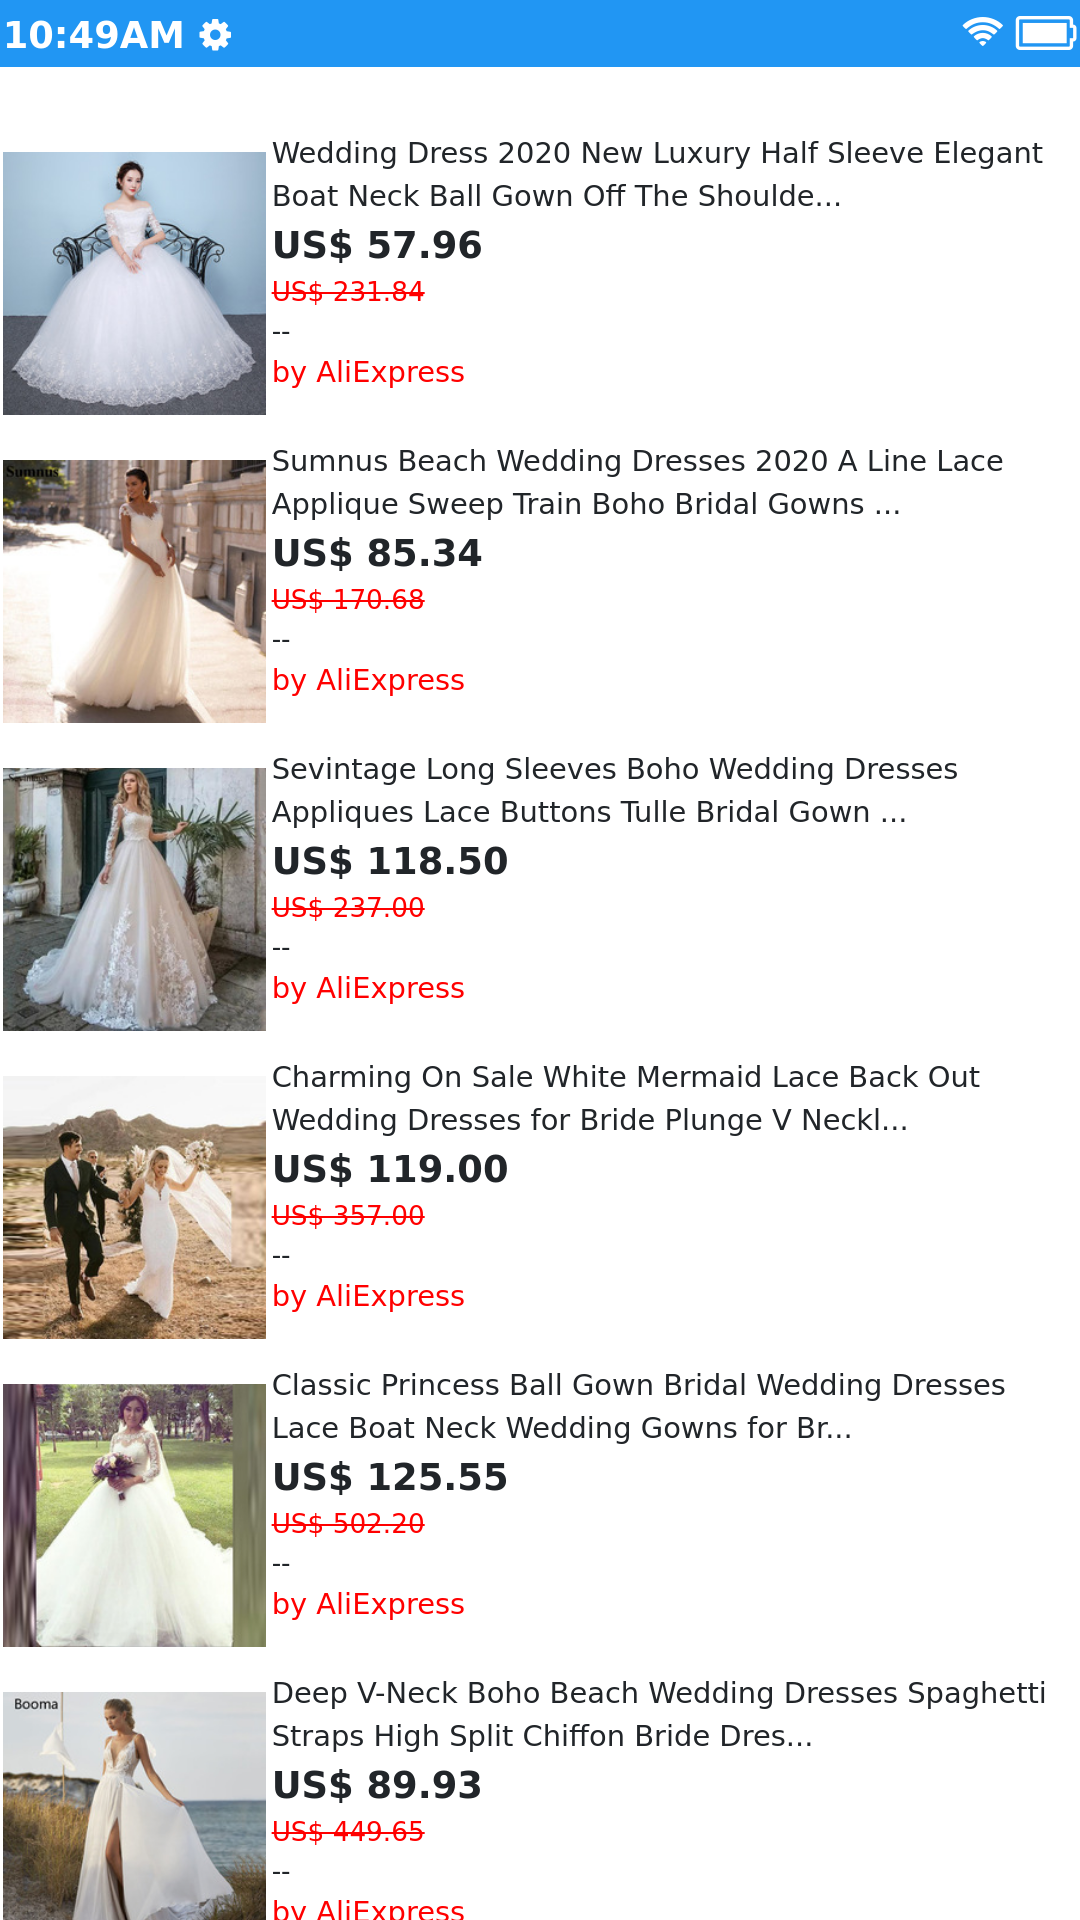 10:49AM
Wedding Dress 2020 New Luxury Half Sleeve Elegant
Boat Neck Ball Gown Off The Shoulde...
US$ 57.96
US$ 231.84
--
by AliExpress
Sumnus
Sumnus Beach Wedding Dresses 2020 A Line Lace
Applique Sweep Train Boho Bridal Gowns ...
US$ 85.34
US$ 170.68
--
by AliExpress
Sevintage Long Sleeves Boho Wedding Dresses
Appliques Lace Buttons Tulle Bridal Gown ...
US$ 118.50
US$ 237.00
--
by AliExpress
Charming On Sale White Mermaid Lace Back Out
Wedding Dresses for Bride Plunge V Neckl...
US$ 119.00
US$ 357.00
--
by AliExpress
Classic Princess Ball Gown Bridal Wedding Dresses
Lace Boat Neck Wedding Gowns for Br...
US$ 125.55
US$ 502.20
--
by AliExpress
Booma
Deep V-Neck Boho Beach Wedding Dresses Spaghetti
Straps High Split Chiffon Bride Dres...
US$ 89.93
US$ 449.65
--
by AliExpress